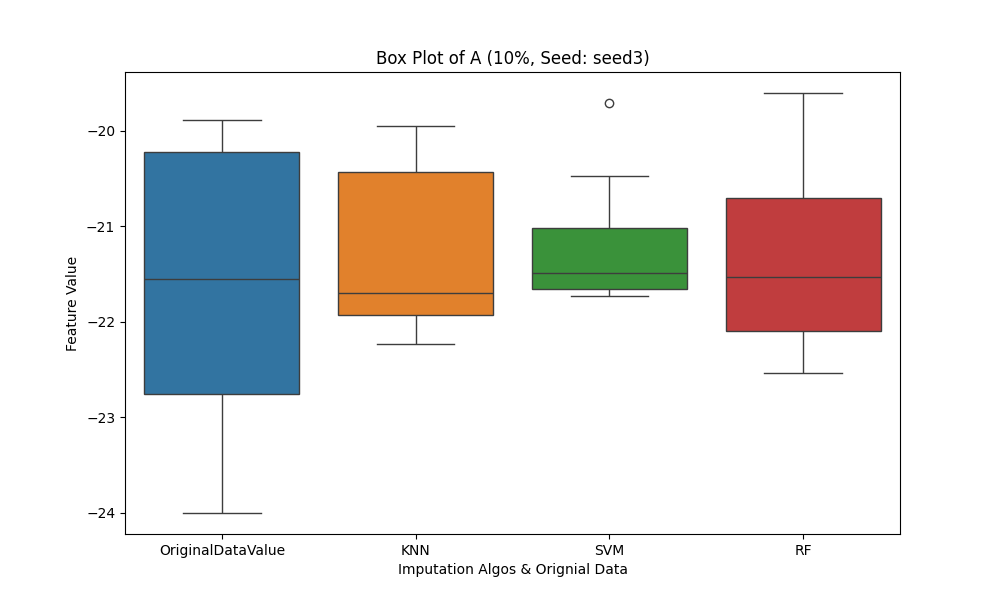 Box Plot of A (10%, Seed: seed3)
Feature Value
−20
−21
−22
−23
−24
OriginalDataValue
KNN
SVM
RF
Imputation Algos & Orignial Data